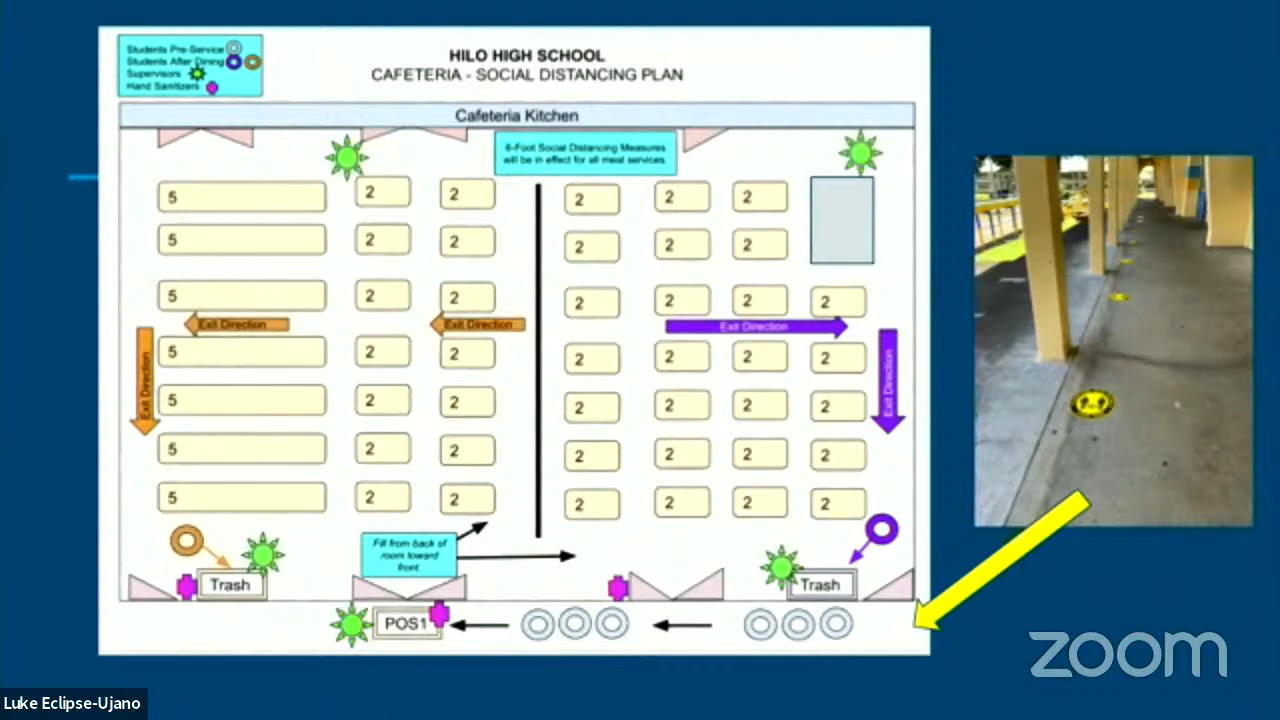 Students Pre-Service
Students After Dining
Supervisors
Hand Sanitizers
HILO HIGH SCHOOL
CAFETERIA - SOCIAL DISTANCING PLAN
Cafeteria Kitchen
6-Foot Social Distancing Measures
will be in effect for all meal services.
5 2 2 2 2 2
5 2 2 2 2 2
5 2 2 2 2 2 2
Exit Direction Exit Direction Exit Direction
Exit Direction Exit Direction
5 2 2 2 2 2 2
5 2 2 2 2 2 2
5 2 2 2 2 2 2
5 2 2 2 2 2 2
Fill from back of
room toward
front
Trash Trash
POS1
zoom
Luke Eclipse-Ujano